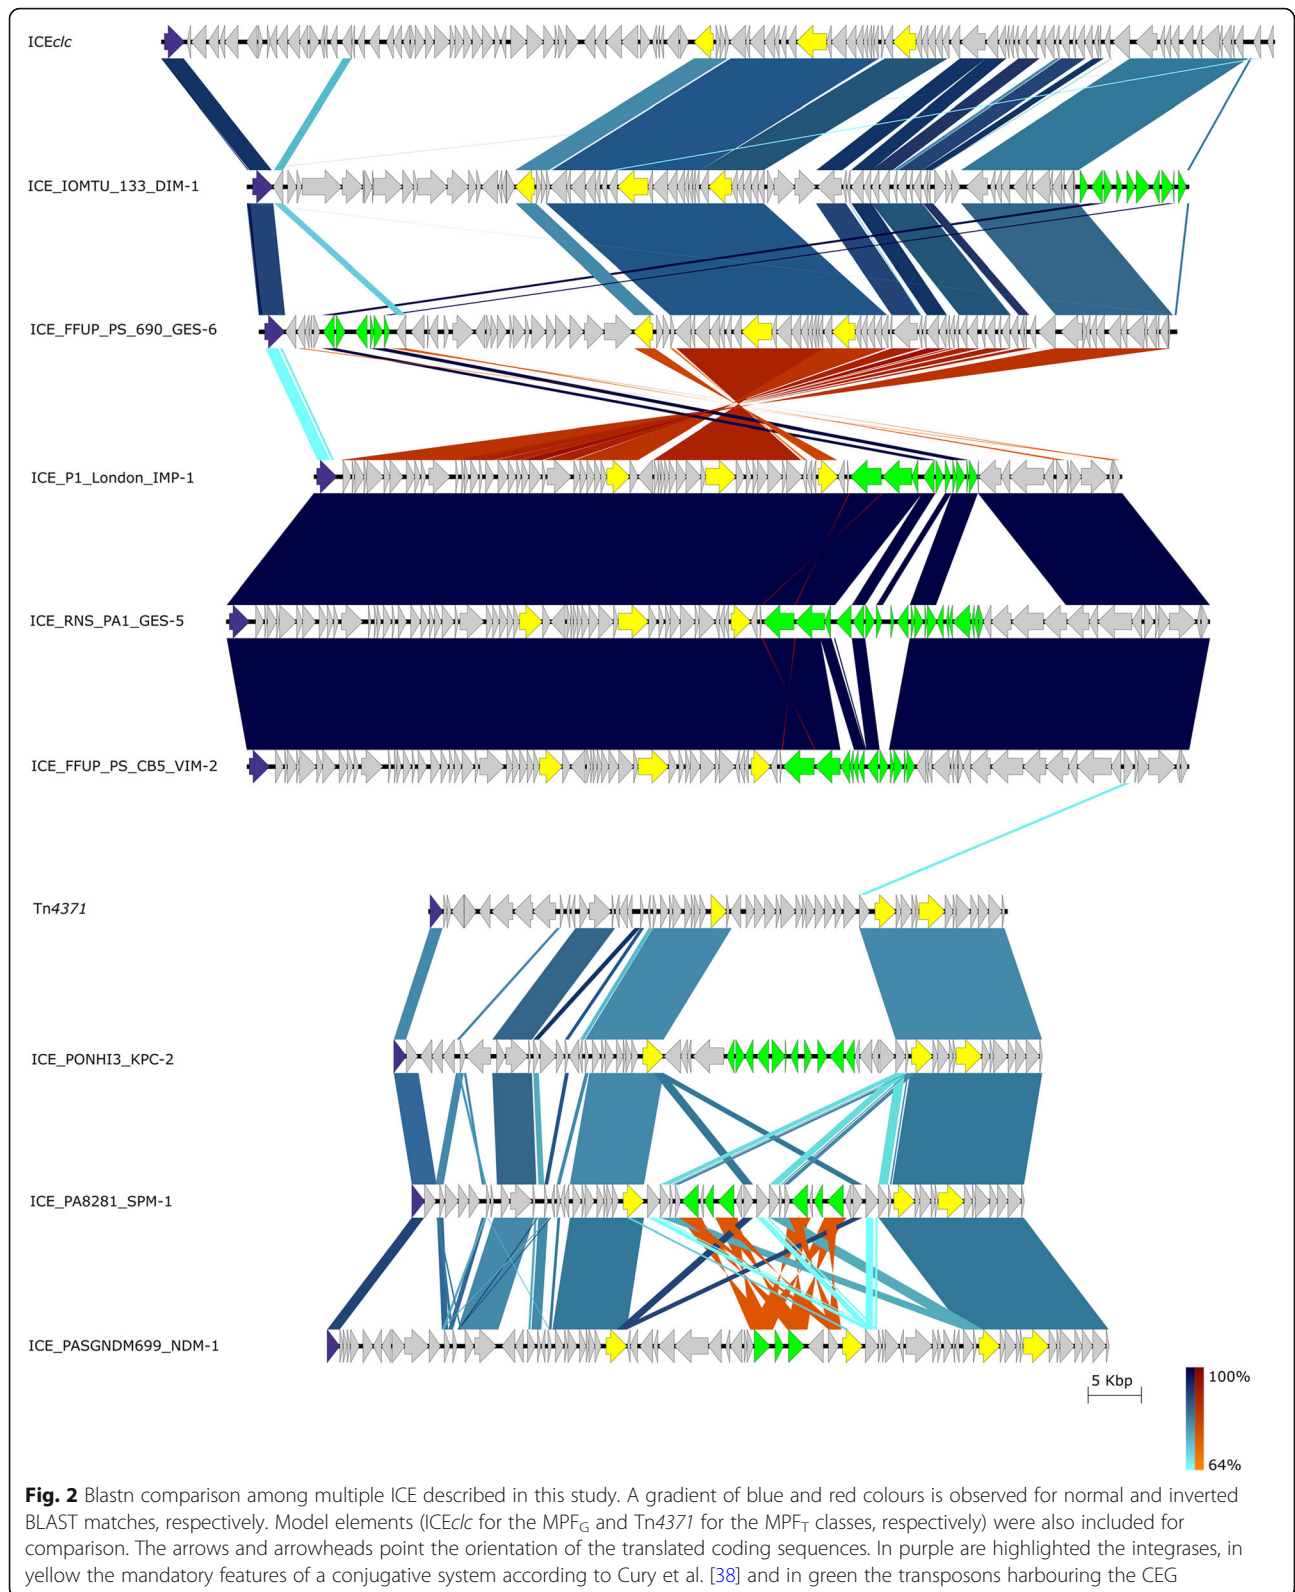 ICEclc
ICE_IOMTU_133_DIM-1
ICE_FFUP_PS_690_GES-6
ICE_P1_London_IMP-1
ICE_RNS_PA1_GES-5
ICE_FFUP_PS_CB5_VIM-2
Tn4371
ICE_PONHI3_KPC-2
ICE_PA8281_SPM-1
ICE_PASGNDM699_NDM-1
5 Kbp
100%
64%
Fig. 2 Blastn comparison among multiple ICE described in this study. A gradient of blue and red colours is observed for normal and inverted
BLAST matches, respectively. Model elements (ICEclc for the MPFG and Tn4371 for the MPFT classes, respectively) were also included for
comparison. The arrows and arrowheads point the orientation of the translated coding sequences. In purple are highlighted the integrases, in
yellow the mandatory features of a conjugative system according to Cury et al. [38] and in green the transposons harbouring the CEG